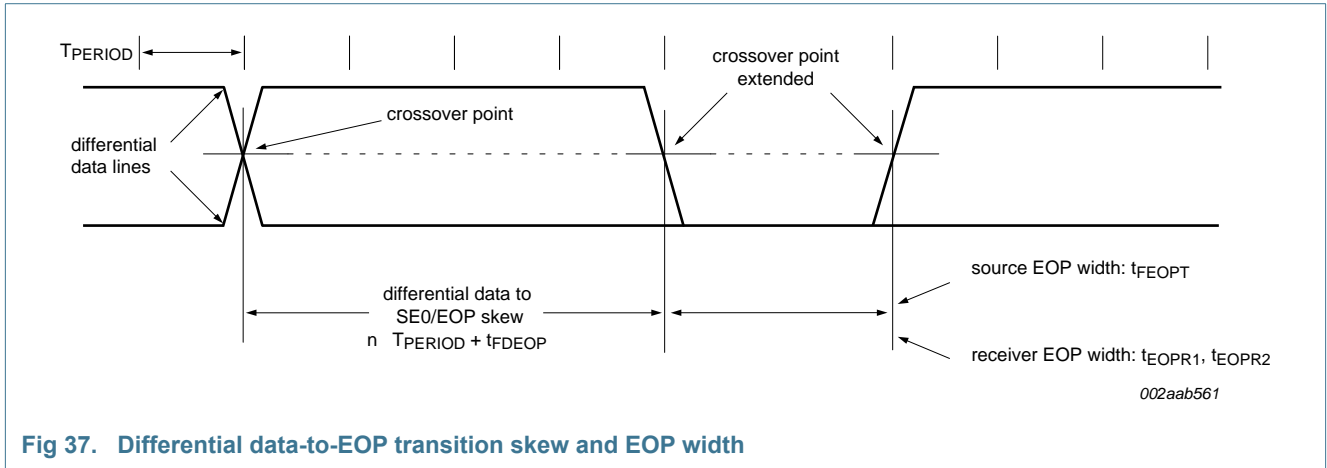 TPERIOD
crossover point
extended
crossover point
differential
data lines
differential data to
SE0/EOP skew
n TPERIOD + tFDEOP
source EOP width: tFEOPT
receiver EOP width: tEOPR1, tEOPR2
002aab561
Fig 37. Differential data-to-EOP transition skew and EOP width